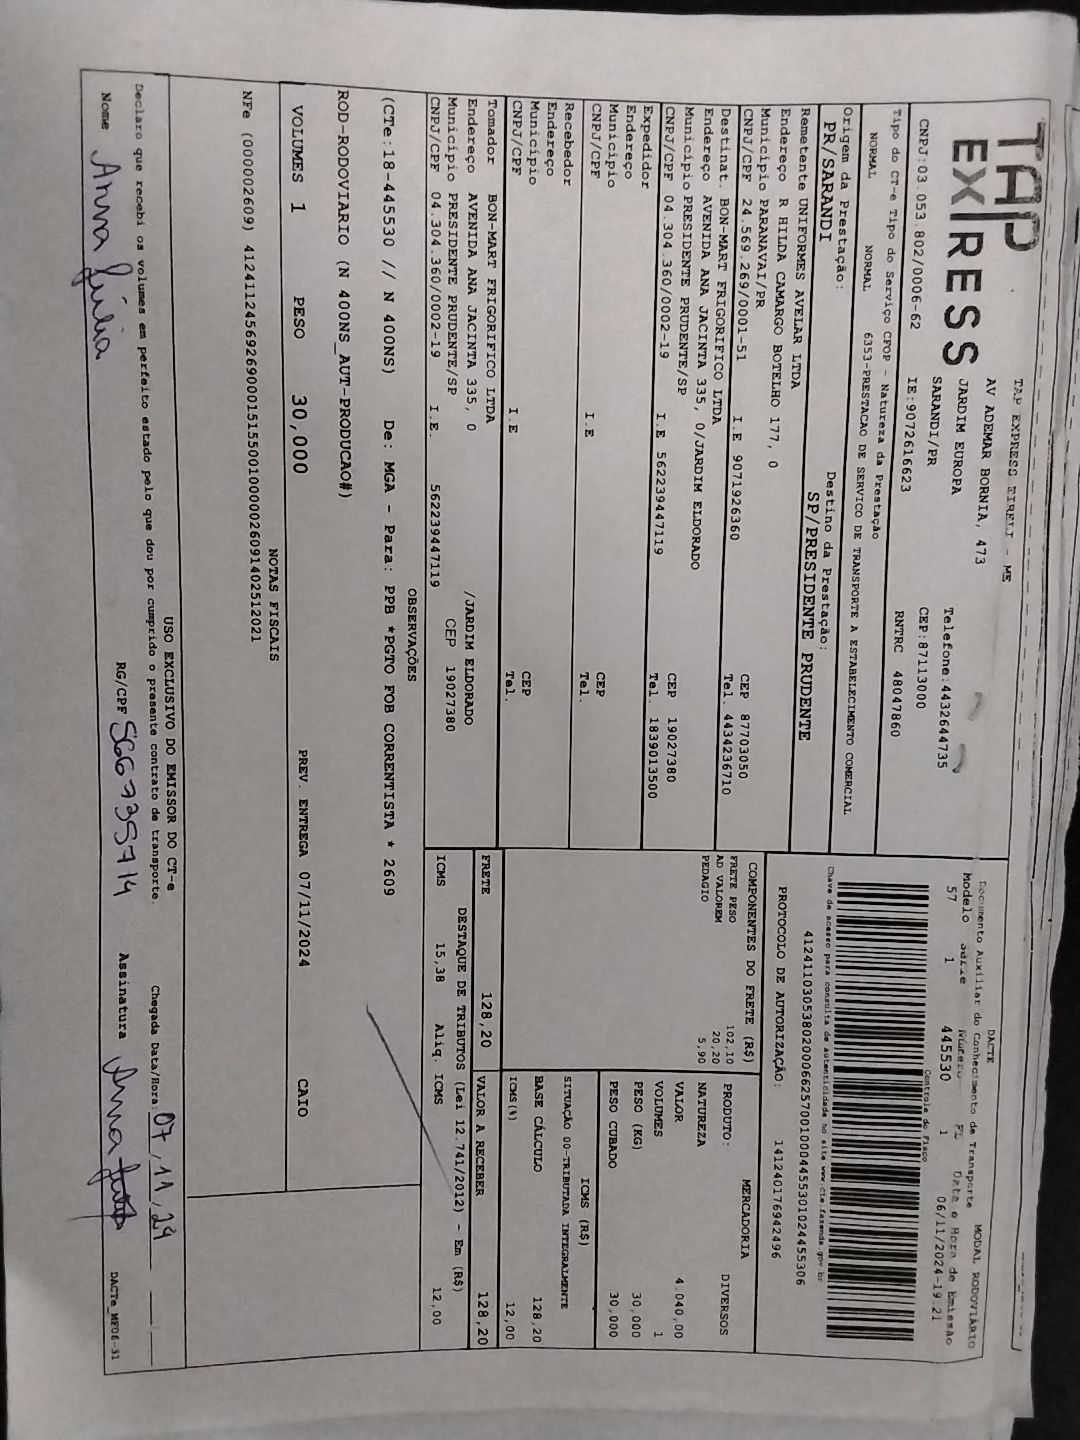 TAP EXPRESS EIRELI - ME
TAP
EXPRESS
AV ADEMAR BORNIA, 473
JARDIM EUROPA
SARANDI/PR
Telefone:4432644735
CEP:87113000
CNPJ:03.053.802/0006-62
IE:9072616623
RNTRC 48047860
Tipo do CT-e Tipo do Serviço CFOP - Natureza da Prestação
NORMAL NORMAL 6353-PRESTACAO DE SERVICO DE TRANSPORTE A ESTABELECIMENTO COMERCIAL
Origem da Prestação:
PR/SARANDI
Destino da Prestação:
SP/PRESIDENTE PRUDENTE
DACTE
Documento Auxiliar do Conhecimento de Transporte
MODAL RODOVIÁRIO
Modelo Série Número FL Data e Hora de Emissão
57 1 445530 1 06/11/2024-19:21
Controle do Fisco
41241103053802000662570010004455301024455306
Chave de acesso para consulta de autenticidade no site www.cte.fazenda.gov.br
PROTOCOLO DE AUTORIZAÇÃO: 141240176942496
Remetente UNIFORMES AVELAR LTDA
Endereço R HILDA CAMARGO BOTELHO 177, 0
Município PARANAVAI/PR CEP 87703050
CNPJ/CPF 24.569.269/0001-51 I.E 9071926360 Tel. 4434236710
Destinat. BON-MART FRIGORIFICO LTDA
Endereço AVENIDA ANA JACINTA 335, 0/JARDIM ELDORADO
Município PRESIDENTE PRUDENTE/SP CEP 19027380
CNPJ/CPF 04.304.360/0002-19 I.E 562239447119 Tel. 1839013500
Expedidor
Endereço
Município CEP
CNPJ/CPF I.E Tel.
Recebedor
Endereço
Município CEP
CNPJ/CPF I.E Tel.
Tomador BON-MART FRIGORIFICO LTDA
Endereço AVENIDA ANA JACINTA 335, 0 /JARDIM ELDORADO
Município PRESIDENTE PRUDENTE/SP CEP 19027380
CNPJ/CPF 04.304.360/0002-19 I.E. 562239447119
COMPONENTES DO FRETE (R$)
FRETE PESO 102,10
AD VALOREM 20,20
PEDAGIO 5,90
MERCADORIA
PRODUTO: DIVERSOS
NATUREZA
VALOR 4.040,00
VOLUMES 1
PESO (KG) 30,000
PESO CUBADO 30,000
ICMS (R$)
SITUAÇÃO 00-TRIBUTADA INTEGRALMENTE
BASE CÁLCULO 128,20
ICMS(%) 12,00
FRETE 128,20 VALOR A RECEBER 128,20
DESTAQUE DE TRIBUTOS (Lei 12.741/2012) - Em (R$)
ICMS 15,38 Aliq. ICMS 12,00
OBSERVAÇÕES
(CTe:18-445530 // N 400NS) De: MGA - Para: PPB *PGTO FOB CORRENTISTA * 2609
ROD-RODOVIARIO (N 400NS_AUT-PRODUCAO#)
VOLUMES 1 PESO 30,000 PREV. ENTREGA 07/11/2024 CAIO
NOTAS FISCAIS
NFe (000002609) 41241124569269000151550010000026091402512021
USO EXCLUSIVO DO EMISSOR DO CT-e
Declaro que recebi os volumes em perfeito estado pelo que dou por cumprido o presente contrato de transporte.
Chegada Data/Hora: 07/11/24
Nome Anna Júlia RG/CPF 566735714 Assinatura Anna
DACTe_MF06-31